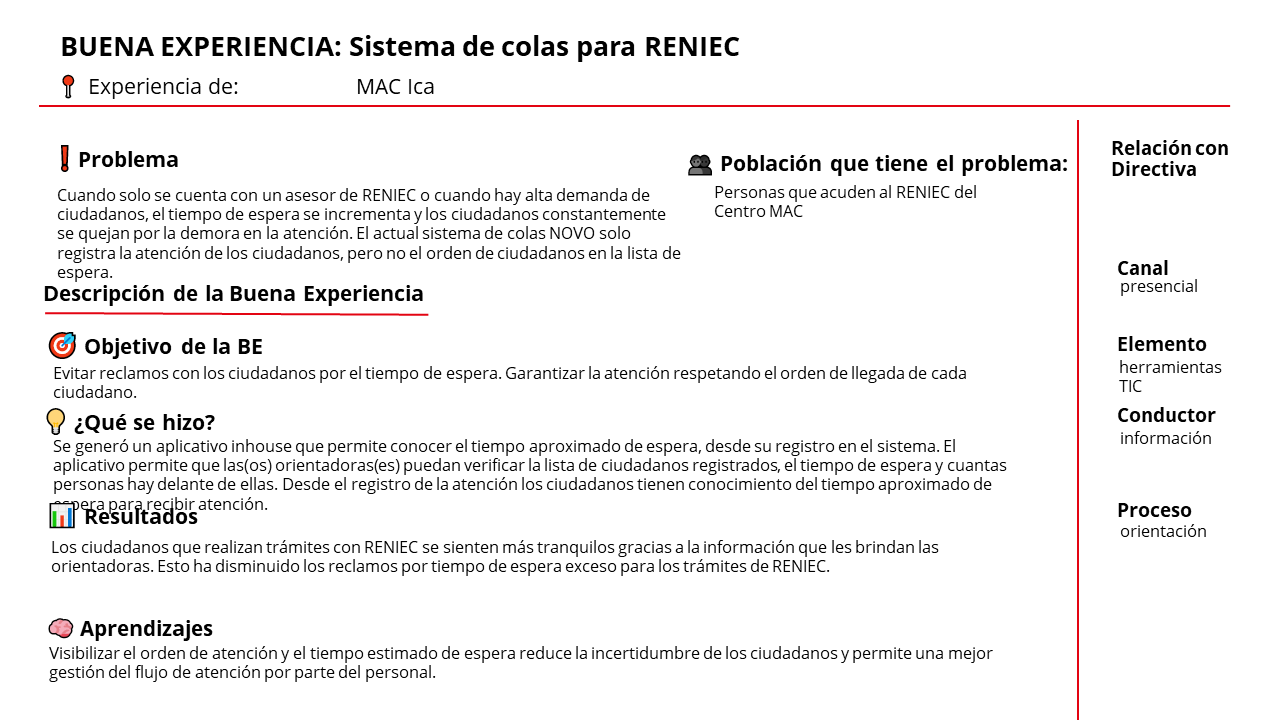 BUENA EXPERIENCIA: Sistema de colas para RENIEC
Experiencia de: MAC Ica
Problema
Cuando solo se cuenta con un asesor de RENIEC o cuando hay alta demanda de
ciudadanos, el tiempo de espera se incrementa y los ciudadanos constantemente
se quejan por la demora en la atención. El actual sistema de colas NOVO solo
registra la atención de los ciudadanos, pero no el orden de ciudadanos en la lista de
espera.
Población que tiene el problema:
Personas que acuden al RENIEC del
Centro MAC
Descripción de la Buena Experiencia
Objetivo de la BE
Evitar reclamos con los ciudadanos por el tiempo de espera. Garantizar la atención respetando el orden de llegada de cada
ciudadano.
¿Qué se hizo?
Se generó un aplicativo inhouse que permite conocer el tiempo aproximado de espera, desde su registro en el sistema. El
aplicativo permite que las(os) orientadoras(es) puedan verificar la lista de ciudadanos registrados, el tiempo de espera y cuantas
personas hay delante de ellas. Desde el registro de la atención los ciudadanos tienen conocimiento del tiempo aproximado de
espera para recibir atención.
Resultados
Los ciudadanos que realizan trámites con RENIEC se sienten más tranquilos gracias a la información que les brindan las
orientadoras. Esto ha disminuido los reclamos por tiempo de espera exceso para los trámites de RENIEC.
Aprendizajes
Visibilizar el orden de atención y el tiempo estimado de espera reduce la incertidumbre de los ciudadanos y permite una mejor
gestión del flujo de atención por parte del personal.
Relación con
Directiva
Canal
presencial
Elemento
herramientas
TIC
Conductor
información
Proceso
orientación